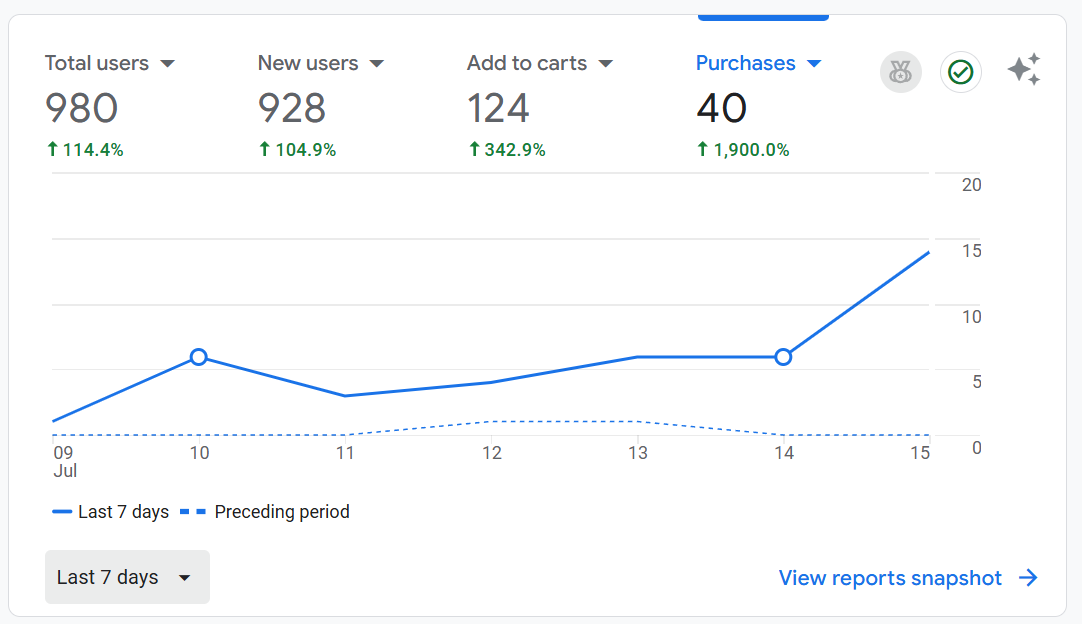 Total users New users Add to carts Purchases
980 928 124 40
114.4% 104.9% 342.9% 1,900.0%
20
15
10
5
0
09 10 11 12 13 14 15
Jul
Last 7 days Preceding period
Last 7 days
View reports snapshot